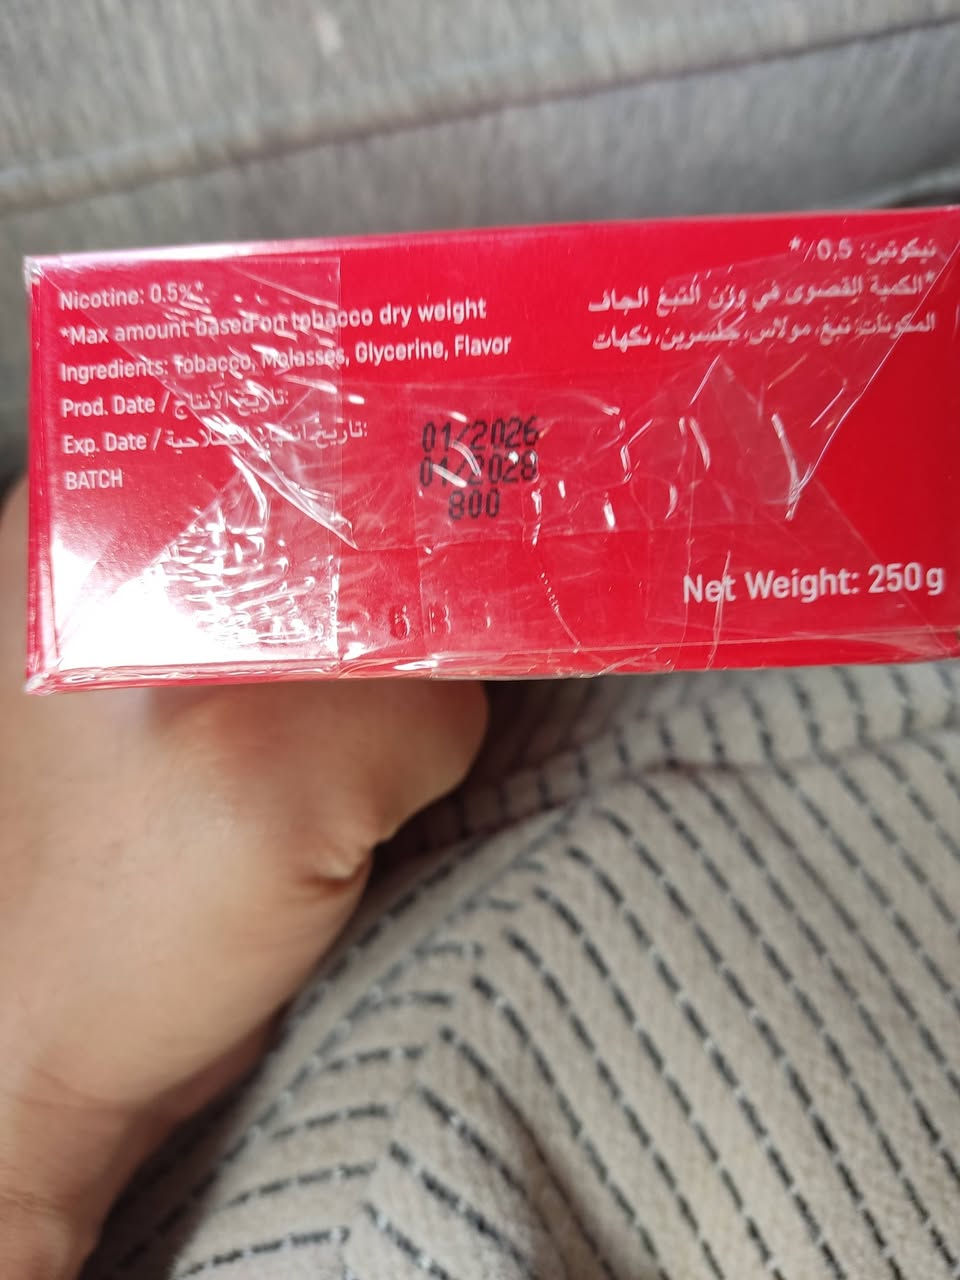 Nicotine: 0.5%*
*Max amount based on tobacco dry weight
Ingredients: Tobacco, Molasses, Glycerine, Flavor
Prod. Date / تاريخ الأنتاج:
Exp. Date / تاريخ انتهاء الصلاحية:
BATCH
01/2026
01/2028
800
نيكوتين: 0,5٪*
*الكمية القصوى في وزن التبغ الجاف
المكونات: تبغ، مولاس، جلسرين، نكهات
Net Weight: 250g